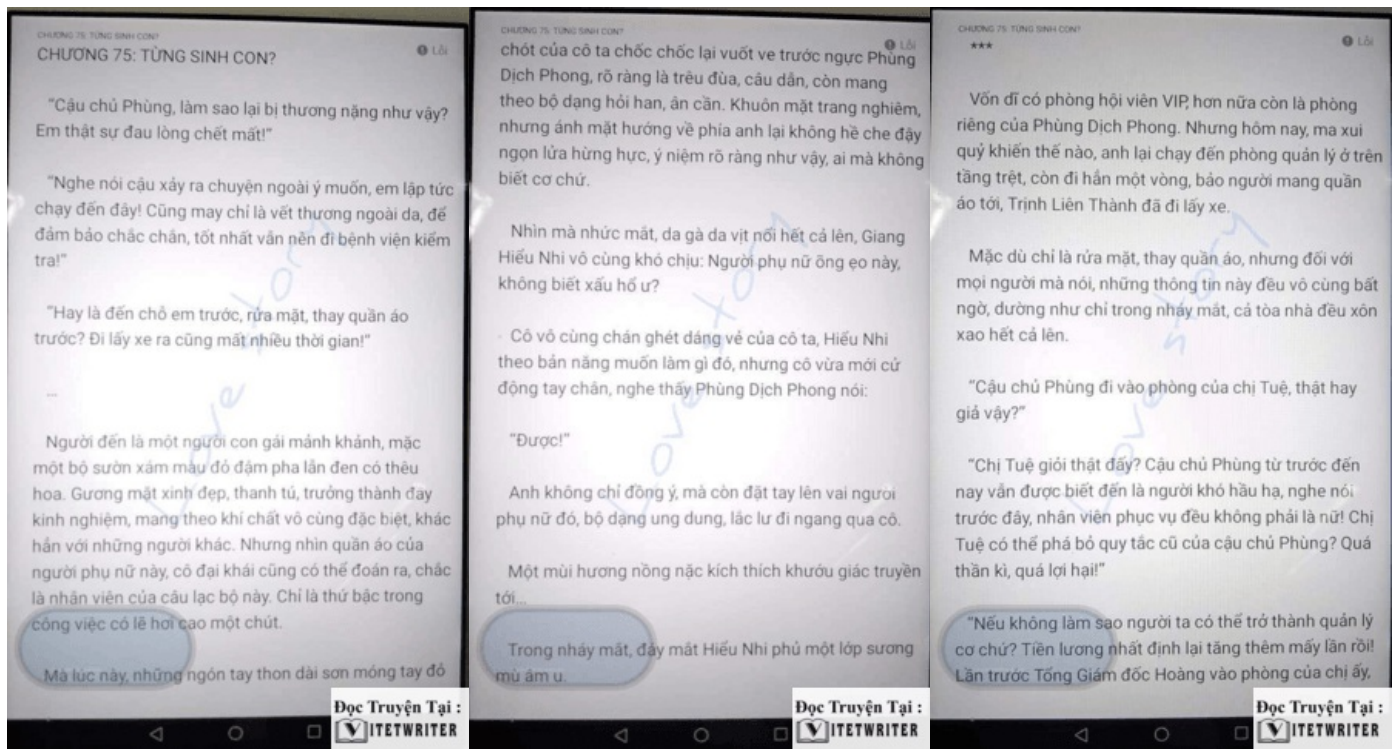 CHƯƠNG 75: TỪNG SINH CON?
CHƯƠNG 75: TỪNG SINH CON?
Lỗi
“Cậu chủ Phùng, làm sao lại bị thương nặng như vậy?
Em thật sự đau lòng chết mất!”
“Nghe nói cậu xảy ra chuyện ngoài ý muốn, em lập tức
chạy đến đây! Cũng may chỉ là vết thương ngoài da, để
đảm bảo chắc chắn, tốt nhất vẫn nên đi bệnh viện kiểm
tra!”
“Hay là đến chỗ em trước, rửa mặt, thay quần áo
trước? Đi lấy xe ra cũng mất nhiều thời gian!”
...
Người đến là một người con gái mảnh khảnh, mặc
một bộ sườn xám màu đỏ đậm pha lẫn đen có thêu
hoa. Gương mặt xinh đẹp, thanh tú, trưởng thành đầy
kinh nghiệm, mang theo khí chất vô cùng đặc biệt, khác
hẳn với những người khác. Nhưng nhìn quần áo của
người phụ nữ này, cô đại khái cũng có thể đoán ra, chắc
là nhân viên của câu lạc bộ này. Chỉ là thứ bậc trong
công việc có lẽ hơi cao một chút.
Mà lúc này, những ngón tay thon dài sơn móng tay đỏ
Love story
Đọc Truyện Tại :
VITETWRITER
CHƯƠNG 75: TỪNG SINH CON?
Lỗi
chót của cô ta chốc chốc lại vuốt ve trước ngực Phùng
Dịch Phong, rõ ràng là trêu đùa, câu dẫn, còn mang
theo bộ dạng hỏi han, ân cần. Khuôn mặt trang nghiêm,
nhưng ánh mặt hướng về phía anh lại không hề che đậy
ngọn lửa hừng hực, ý niệm rõ ràng như vậy, ai mà không
biết cơ chứ.
Nhìn mà nhức mắt, da gà da vịt nổi hết cả lên, Giang
Hiểu Nhi vô cùng khó chịu: Người phụ nữ õng ẹo này,
không biết xấu hổ ư?
Cô vô cùng chán ghét dáng vẻ của cô ta, Hiểu Nhi
theo bản năng muốn làm gì đó, nhưng cô vừa mới cử
động tay chân, nghe thấy Phùng Dịch Phong nói:
“Được!”
Anh không chỉ đồng ý, mà còn đặt tay lên vai người
phụ nữ đó, bộ dạng ung dung, lắc lư đi ngang qua cô.
Một mùi hương nồng nặc kích thích khướu giác truyền
tới...
Trong nháy mắt, đáy mắt Hiểu Nhi phủ một lớp sương
mù âm u.
Love story
Đọc Truyện Tại :
VITETWRITER
CHƯƠNG 75: TỪNG SINH CON?
Lỗi
***
Vốn dĩ có phòng hội viên VIP, hơn nữa còn là phòng
riêng của Phùng Dịch Phong. Nhưng hôm nay, ma xui
quỷ khiến thế nào, anh lại chạy đến phòng quản lý ở trên
tầng trệt, còn đi hẳn một vòng, bảo người mang quần
áo tới, Trịnh Liên Thành đã đi lấy xe.
Mặc dù chỉ là rửa mặt, thay quần áo, nhưng đối với
mọi người mà nói, những thông tin này đều vô cùng bất
ngờ, dường như chỉ trong nháy mắt, cả tòa nhà đều xôn
xao hết cả lên.
“Cậu chủ Phùng đi vào phòng của chị Tuệ, thật hay
giả vậy?”
“Chị Tuệ giỏi thật đấy? Cậu chủ Phùng từ trước đến
nay vẫn được biết đến là người khó hầu hạ, nghe nói
trước đây, nhân viên phục vụ đều không phải là nữ! Chị
Tuệ có thể phá bỏ quy tắc cũ của cậu chủ Phùng? Quá
thần kì, quá lợi hại!”
“Nếu không làm sao người ta có thể trở thành quản lý
cơ chứ? Tiền lương nhất định lại tăng thêm mấy lần rồi!
Lần trước Tổng Giám đốc Hoàng vào phòng của chị ấy,
Love story
Đọc Truyện Tại :
VITETWRITER